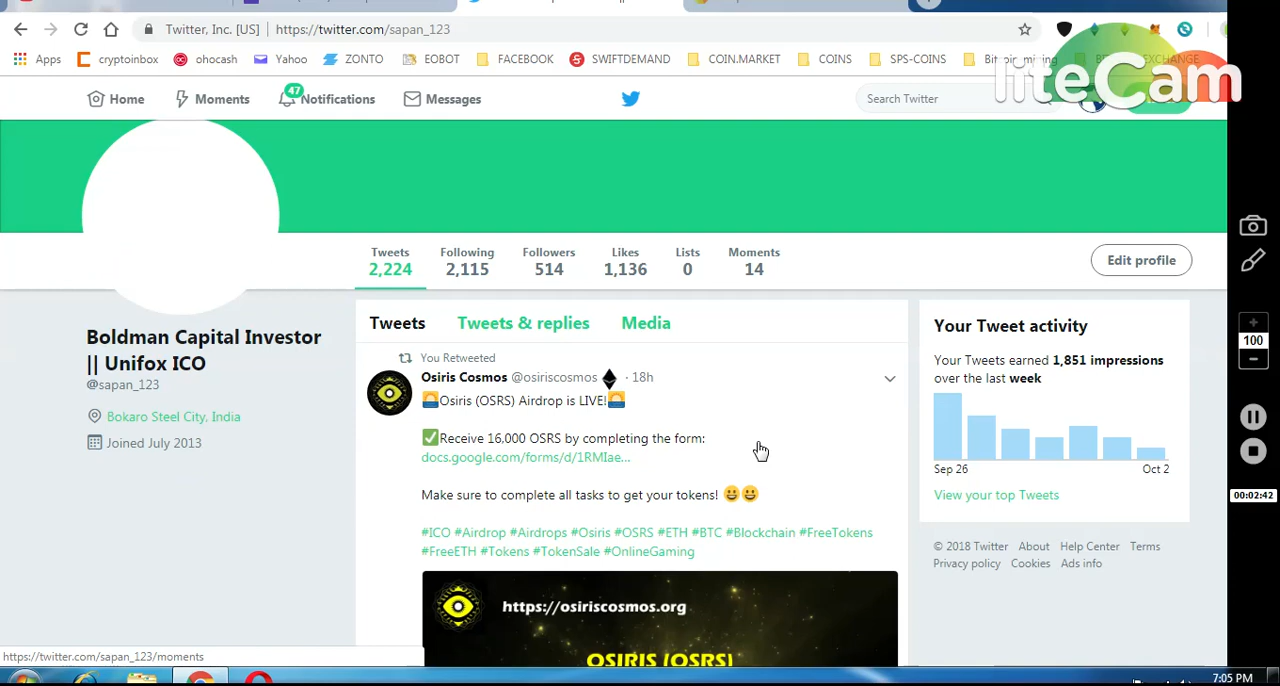 Twitter, Inc. [US] | https://twitter.com/sapan_123
Apps cryptoinbox ohocash Yahoo ZONTO EOBOT FACEBOOK SWIFTDEMAND COIN.MARKET COINS SPS-COINS EXCHANGE
liteCam
Home Moments 47 Notifications Messages Search Twitter
Tweets Following Followers Likes Lists Moments
2,224 2,115 514 1,136 0 14
Edit profile
Boldman Capital Investor
|| Unifox ICO
@sapan_123
Bokaro Steel City, India
Joined July 2013
Tweets Tweets & replies Media
You Retweeted
Osiris Cosmos @osiriscosmos · 18h
Osiris (OSRS) Airdrop is LIVE!
Receive 16,000 OSRS by completing the form:
docs.google.com/forms/d/1RMIae...
Make sure to complete all tasks to get your tokens!
#ICO #Airdrop #Airdrops #Osiris #OSRS #ETH #BTC #Blockchain #FreeTokens
#FreeETH #Tokens #TokenSale #OnlineGaming
https://osiriscosmos.org
OSIRIS (OSRS)
Your Tweet activity
Your Tweets earned 1,851 impressions
over the last week
Sep 26 Oct 2
View your top Tweets
© 2018 Twitter About Help Center Terms
Privacy policy Cookies Ads info
100
00:02:42
https://twitter.com/sapan_123/moments
7:05 PM